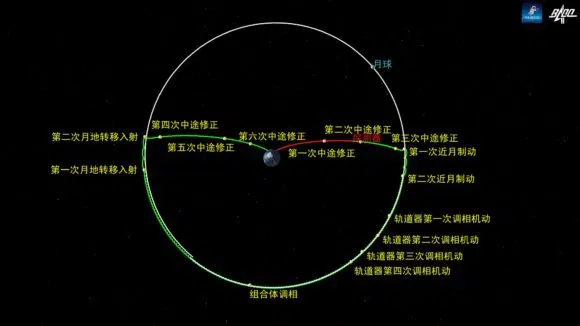 月球
第四次中途修正
第二次中途修正
第二次月地转移入射
第六次中途修正
第三次中途修正
第五次中途修正
第一次中途修正
第一次近月制动
第一次月地转移入射
第二次近月制动
轨道器第一次调相机动
轨道器第二次调相机动
轨道器第三次调相机动
轨道器第四次调相机动
组合体调相